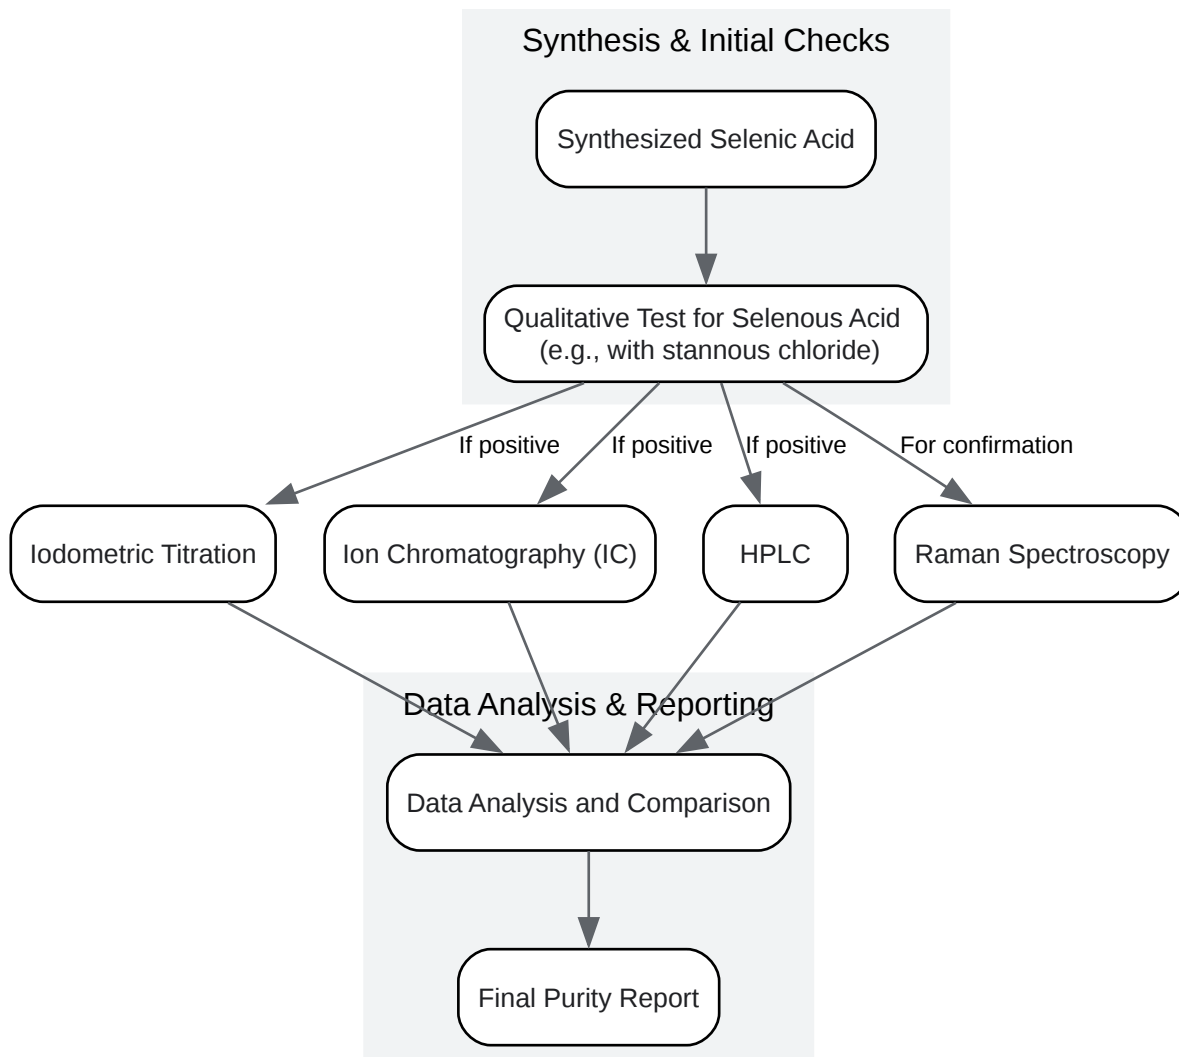 Synthesis & Initial Checks
Synthesized Selenic Acid
Qualitative Test for Selenous Acid
(e.g., with stannous chloride)
If positive
If positive
If positive
For confirmation
Iodometric Titration
Ion Chromatography (IC)
HPLC
Raman Spectroscopy
Data Analysis & Reporting
Data Analysis and Comparison
Final Purity Report